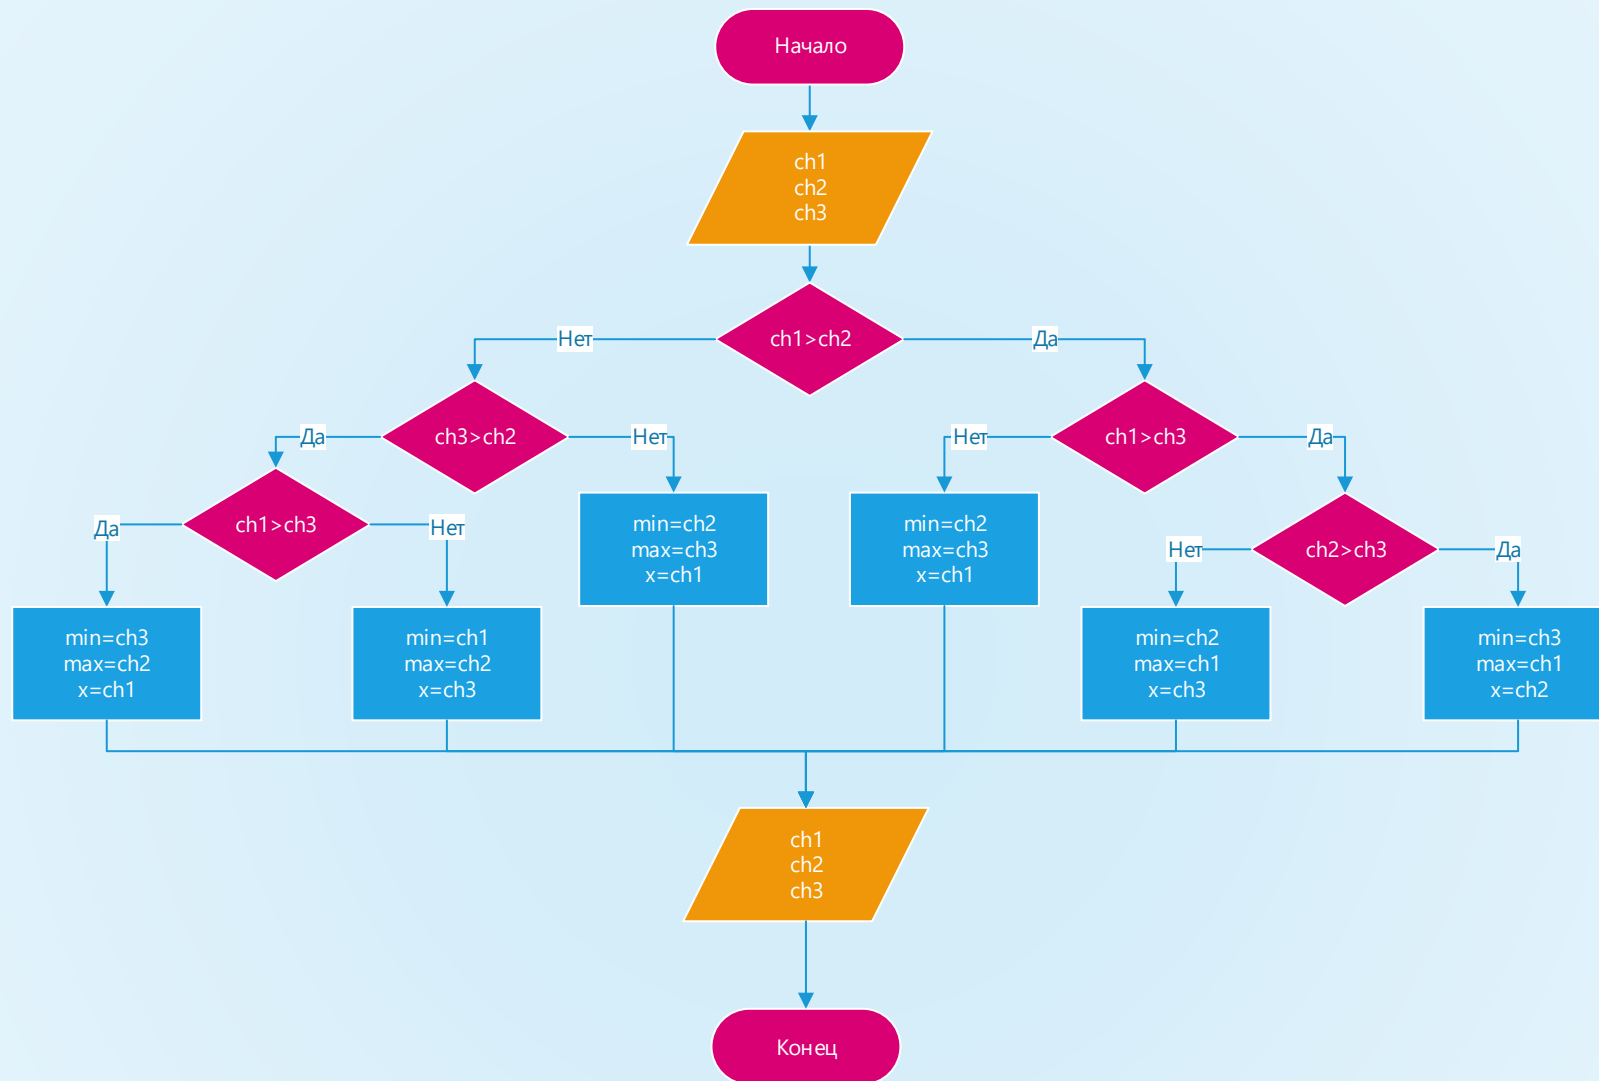 Начало
ch1
ch2
ch3
ch1>ch2
Нет
Да
ch3>ch2
Да
Нет
ch1>ch3
Нет
Да
ch1>ch3
Да
Нет
min=ch2
max=ch3
x=ch1
min=ch2
max=ch3
x=ch1
ch2>ch3
Нет
Да
min=ch3
max=ch2
x=ch1
min=ch1
max=ch2
x=ch3
min=ch2
max=ch1
x=ch3
min=ch3
max=ch1
x=ch2
ch1
ch2
ch3
Конец